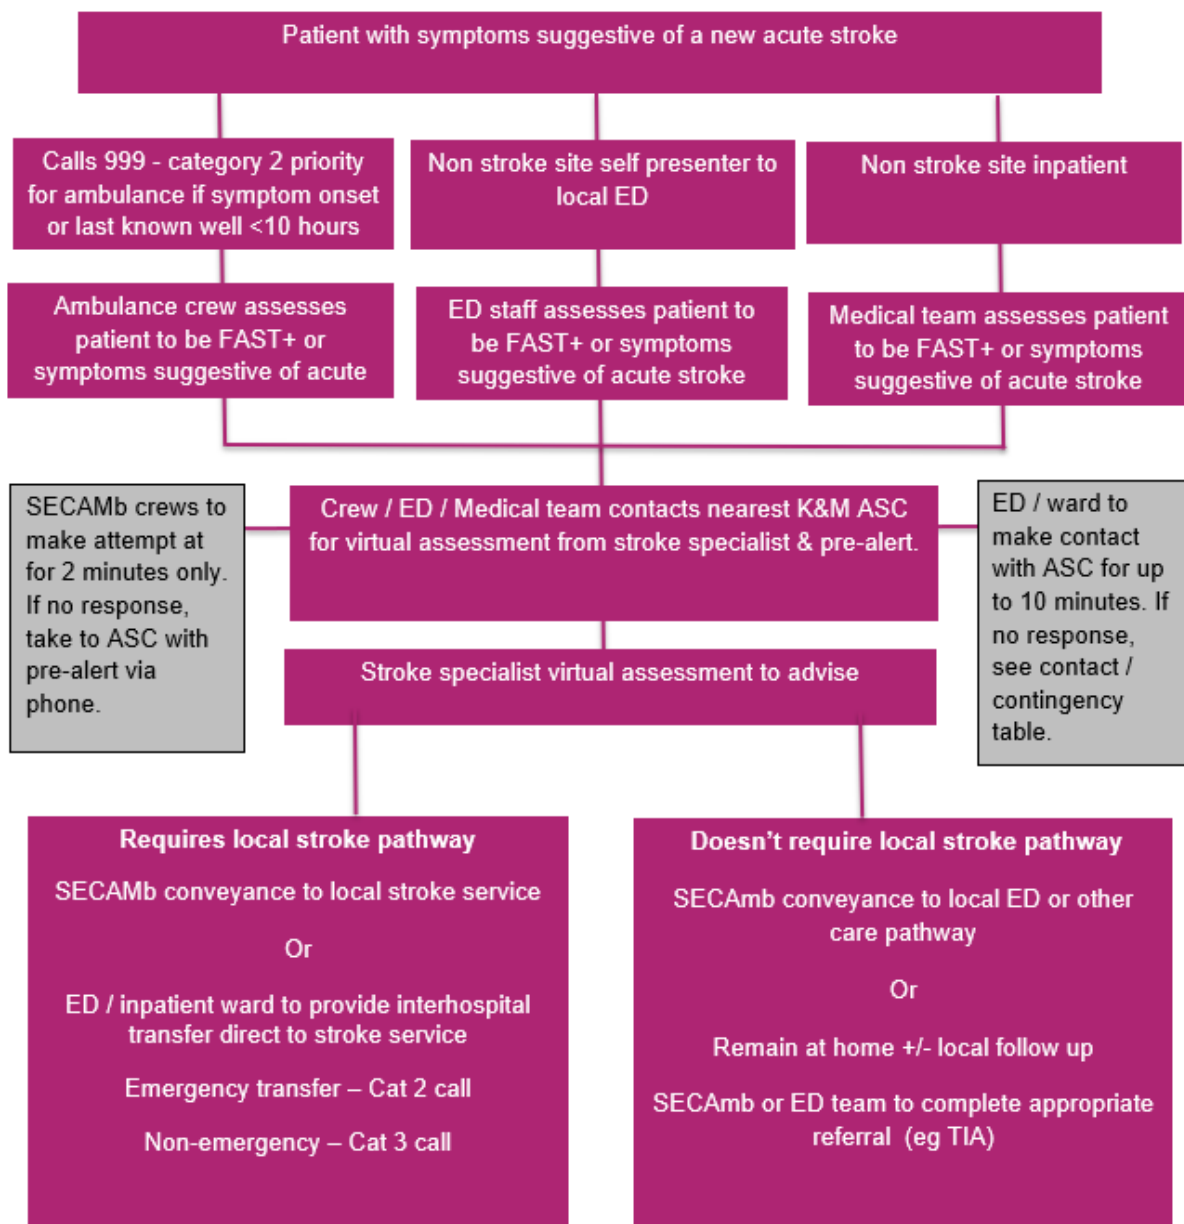 Patient with symptoms suggestive of a new acute stroke
Calls 999 - category 2 priority
for ambulance if symptom onset
or last known well <10 hours
Non stroke site self presenter to
local ED
Non stroke site inpatient
Ambulance crew assesses
patient to be FAST+ or
symptoms suggestive of acute
ED staff assesses patient to
be FAST+ or symptoms
suggestive of acute stroke
Medical team assesses patient
to be FAST+ or symptoms
suggestive of acute stroke
SECAMb crews to
make attempt at
for 2 minutes only.
If no response,
take to ASC with
pre-alert via
phone.
Crew / ED / Medical team contacts nearest K&M ASC
for virtual assessment from stroke specialist & pre-alert.
ED / ward to
make contact
with ASC for up
to 10 minutes. If
no response,
see contact /
contingency
table.
Stroke specialist virtual assessment to advise
Requires local stroke pathway
SECAMb conveyance to local stroke service
Or
ED / inpatient ward to provide interhospital
transfer direct to stroke service
Emergency transfer – Cat 2 call
Non-emergency – Cat 3 call
Doesn't require local stroke pathway
SECAmb conveyance to local ED or other
care pathway
Or
Remain at home +/- local follow up
SECAmb or ED team to complete appropriate
referral  (eg TIA)